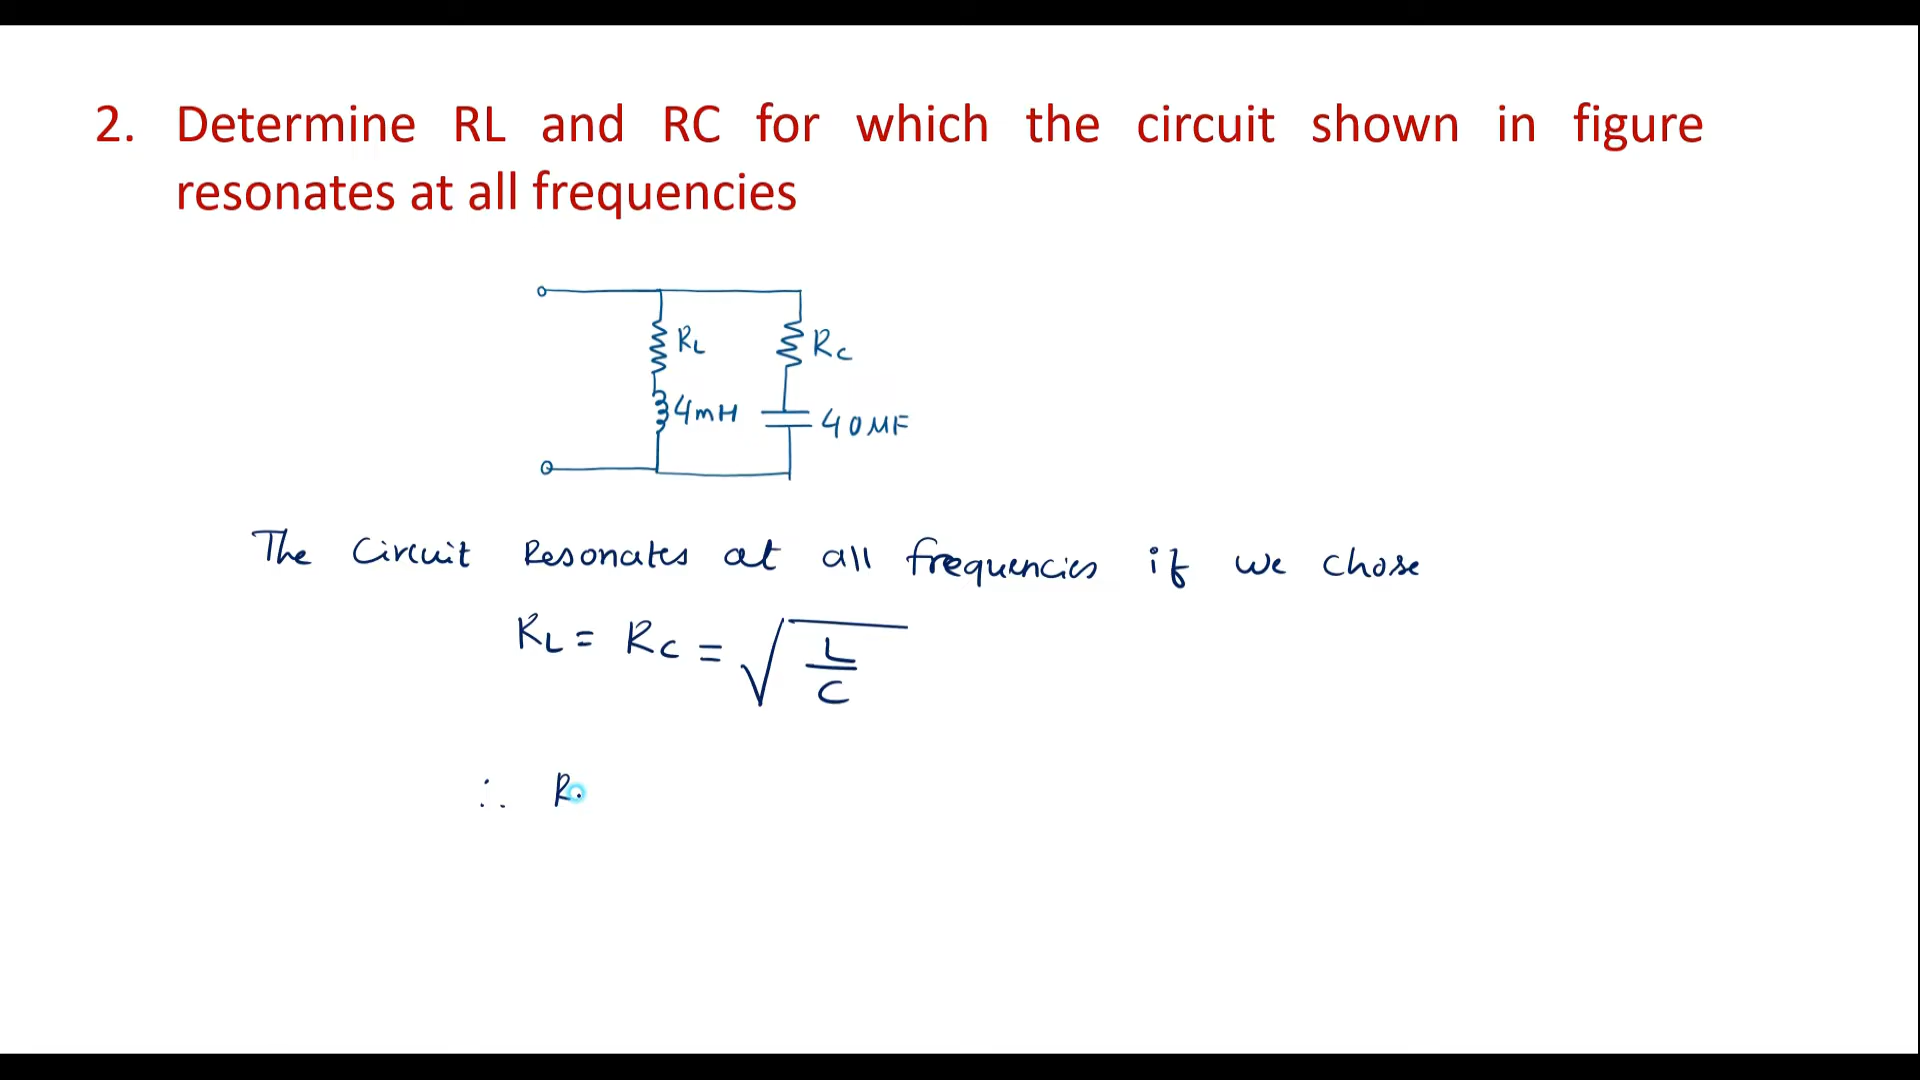 2. Determine RL and RC for which the circuit shown in figure
resonates at all frequencies
RL RC
4mH 40MF
The Circuit Resonates at all frequencies if we chose
RL = RC = √ L/C
∴ R